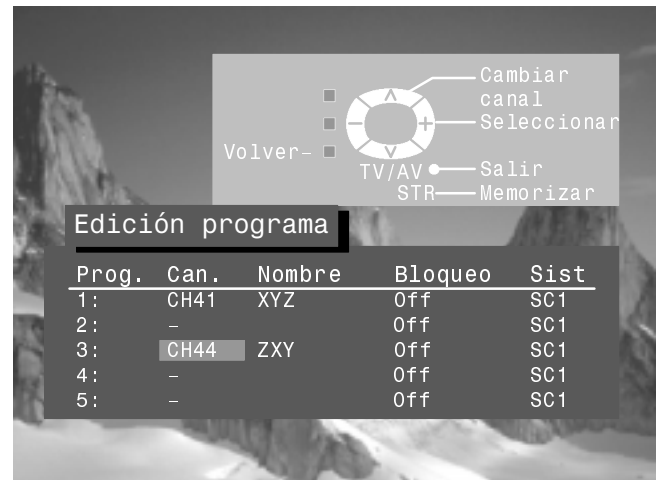 Cambiar
canal
Seleccionar
Volver
TV/AV
Salir
STR
Memorizar
Edición programa
Prog. Can. Nombre Bloqueo Sist
1: CH41 XYZ Off SC1
2: – Off SC1
3: CH44 ZXY Off SC1
4: – Off SC1
5: – Off SC1